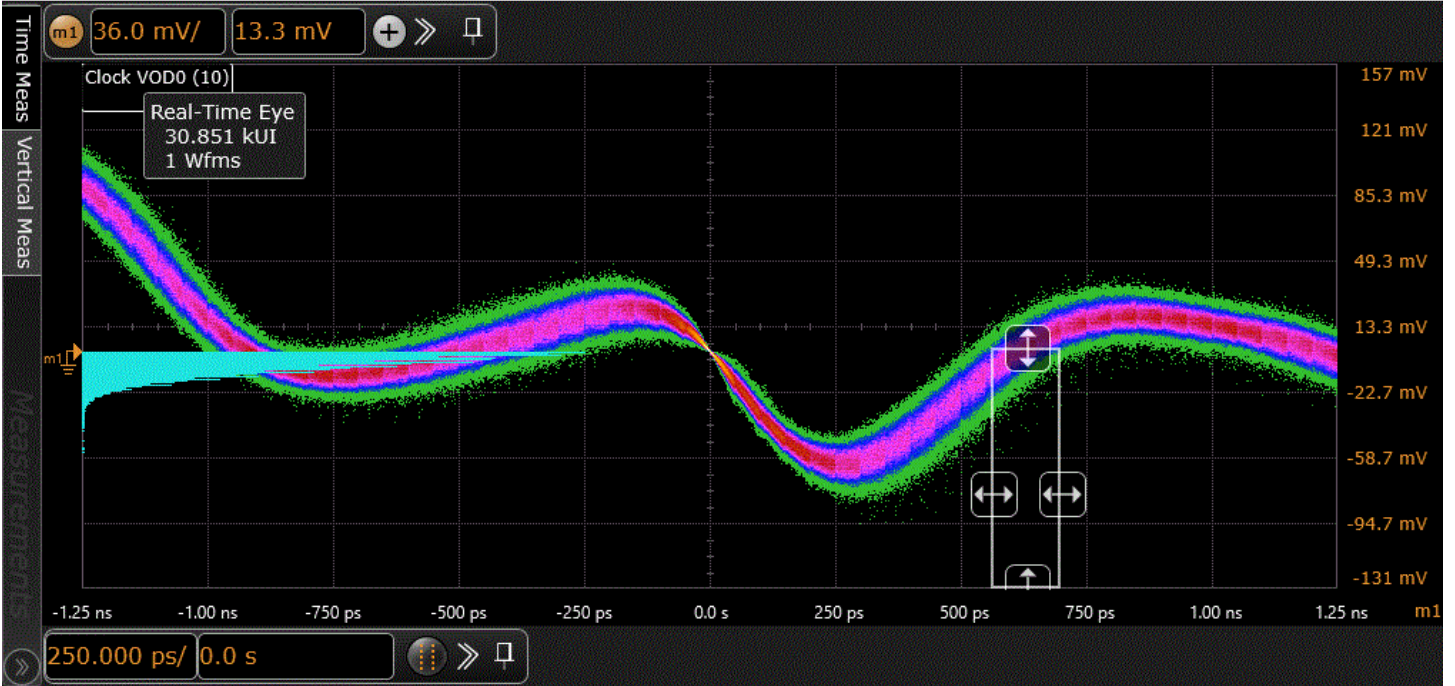 m1 36.0 mV/ 13.3 mV
Time Meas
Vertical Meas
Measurements
Clock VOD0 (10)
Real-Time Eye
30.851 kUI
1 Wfms
157 mV
121 mV
85.3 mV
49.3 mV
13.3 mV
-22.7 mV
-58.7 mV
-94.7 mV
-131 mV
m1
-1.25 ns -1.00 ns -750 ps -500 ps -250 ps 0.0 s 250 ps 500 ps 750 ps 1.00 ns 1.25 ns m1
250.000 ps/ 0.0 s